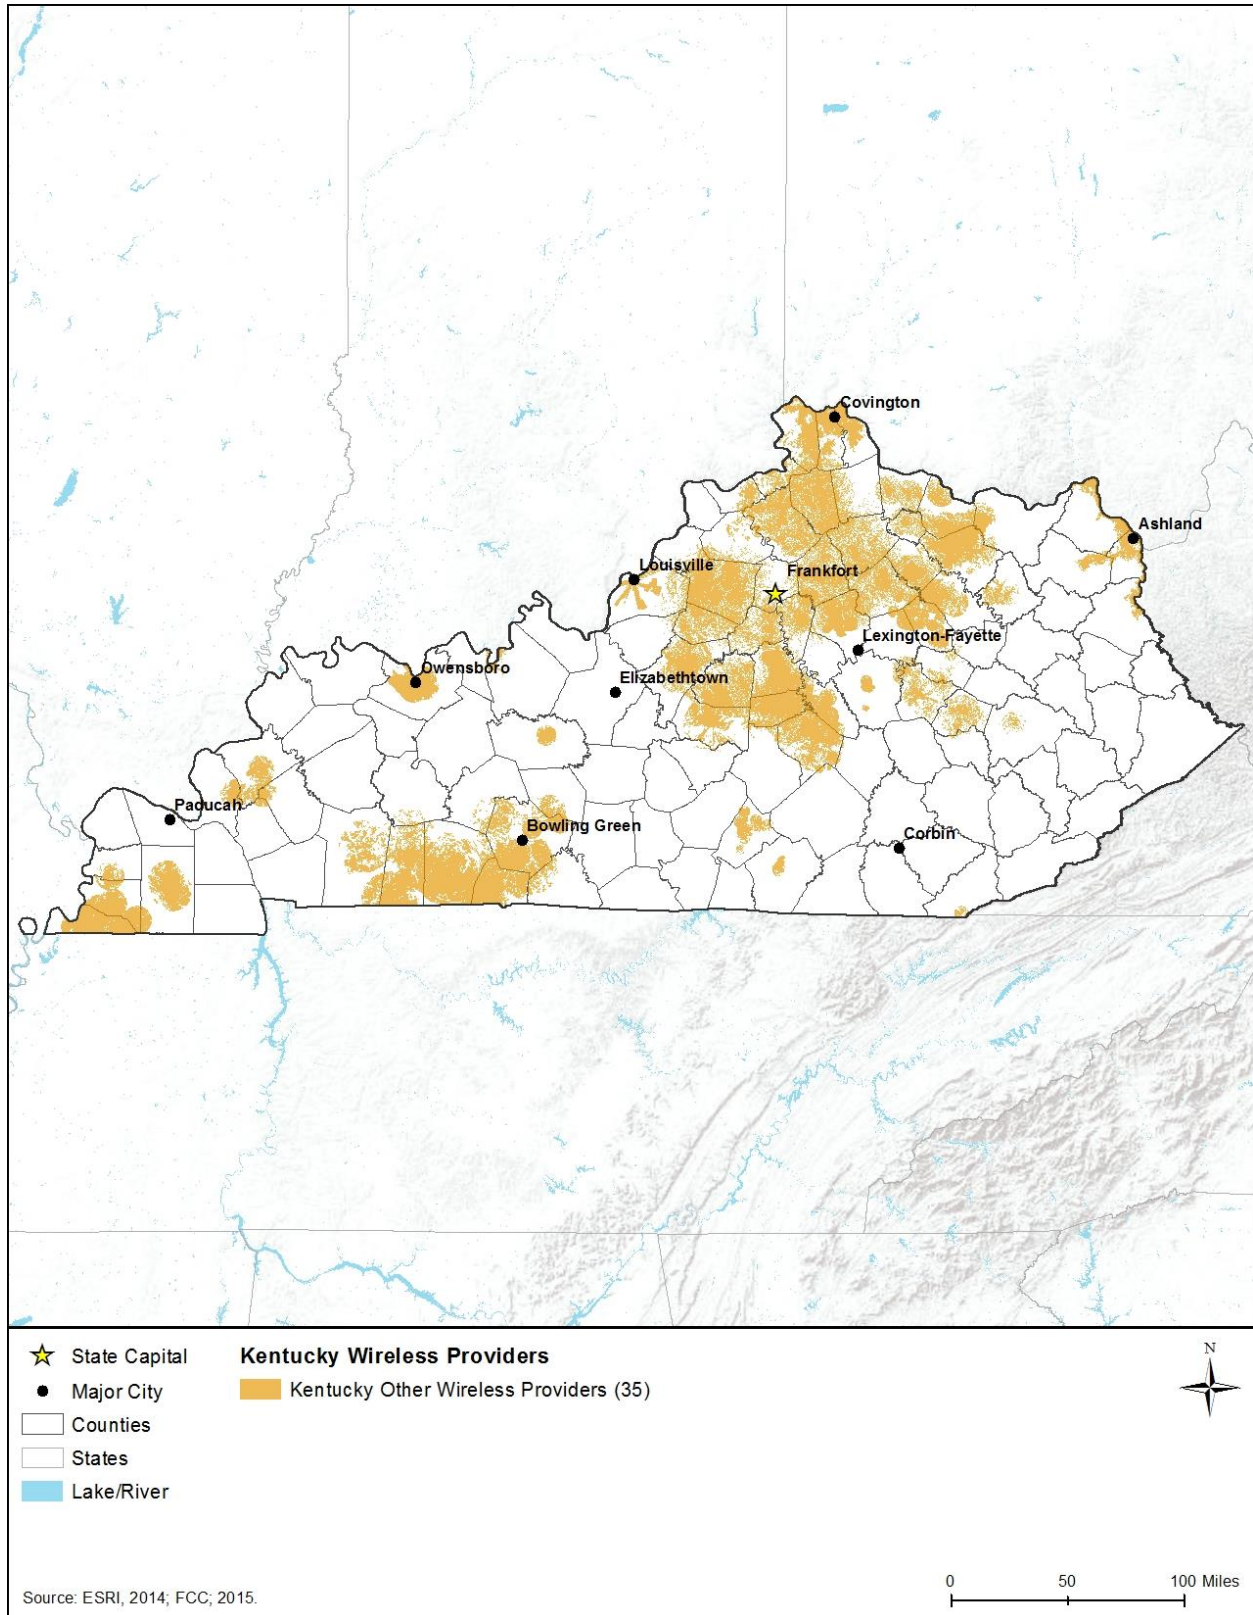 Covington
Ashland
Louisville
Frankfort
Lexington-Fayette
Owensboro
Elizabethtown
Paducah
Bowling Green
Corbin
State Capital
Kentucky Wireless Providers
N
Major City
Kentucky Other Wireless Providers (35)
Counties
States
Lake/River
0 50 100 Miles
Source: ESRI, 2014; FCC; 2015.